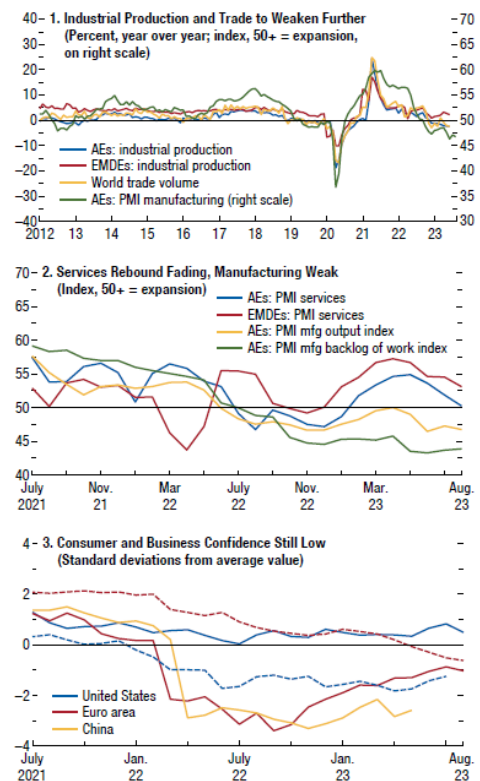 1. Industrial Production and Trade to Weaken Further
(Percent, year over year; index, 50+ = expansion,
on right scale)
40
30
20
10
0
−10
−20
−30
−40
70
65
60
55
50
45
40
35
30
AEs: industrial production
EMDEs: industrial production
World trade volume
AEs: PMI manufacturing (right scale)
2012 13 14 15 16 17 18 19 20 21 22 23
2. Services Rebound Fading, Manufacturing Weak
(Index, 50+ = expansion)
70
65
60
55
50
45
40
AEs: PMI services
EMDEs: PMI services
AEs: PMI mfg output index
AEs: PMI mfg backlog of work index
July Nov. Mar July Nov. Mar. Aug.
2021 21 22 22 22 23 23
3. Consumer and Business Confidence Still Low
(Standard deviations from average value)
4
2
0
−2
−4
United States
Euro area
China
July Jan. July Jan. Aug.
2021 22 22 23 23